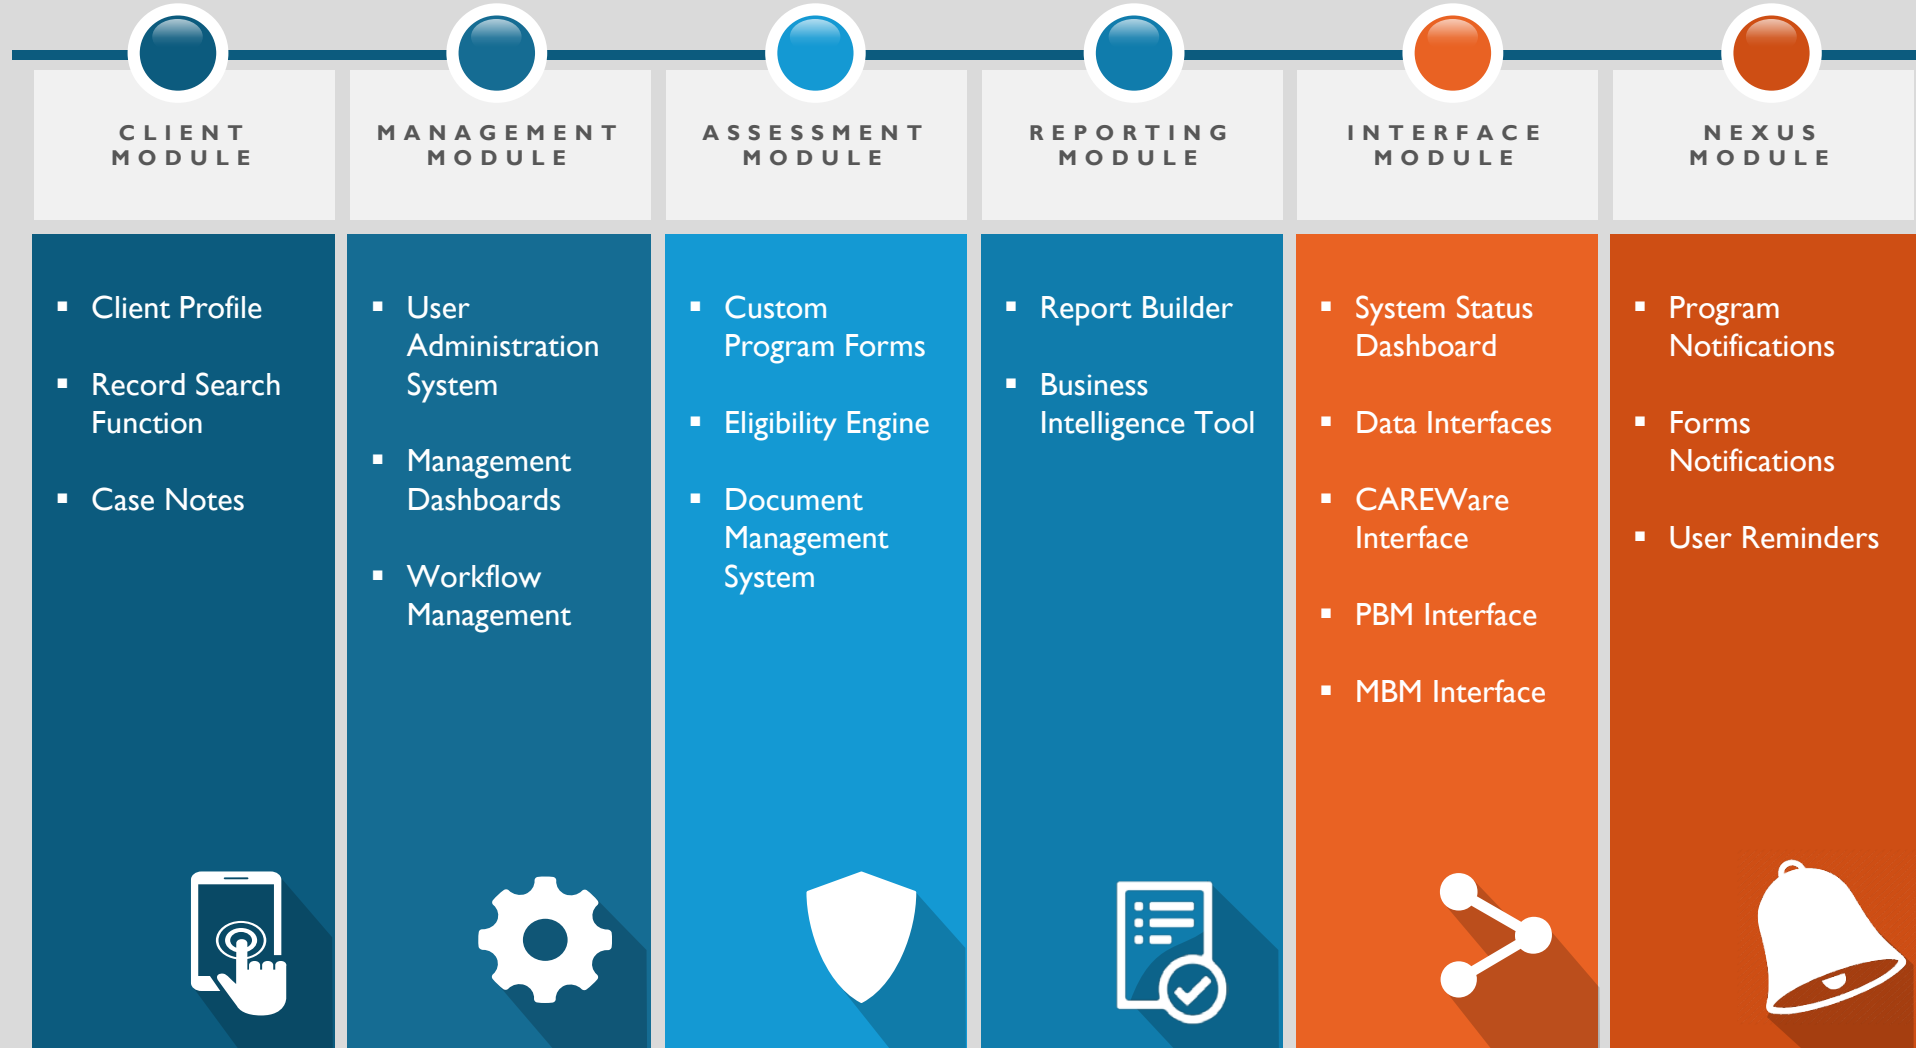 CLIENT
MODULE
MANAGEMENT
MODULE
ASSESSMENT
MODULE
REPORTING
MODULE
INTERFACE
MODULE
NEXUS
MODULE
▪ Client Profile
▪ Record Search
Function
▪ Case Notes
▪ User
Administration
System
▪ Management
Dashboards
▪ Workflow
Management
▪ Custom
Program Forms
▪ Eligibility Engine
▪ Document
Management
System
▪ Report Builder
▪ Business
Intelligence Tool
▪ System Status
Dashboard
▪ Data Interfaces
▪ CAREWare
Interface
▪ PBM Interface
▪ MBM Interface
▪ Program
Notifications
▪ Forms
Notifications
▪ User Reminders